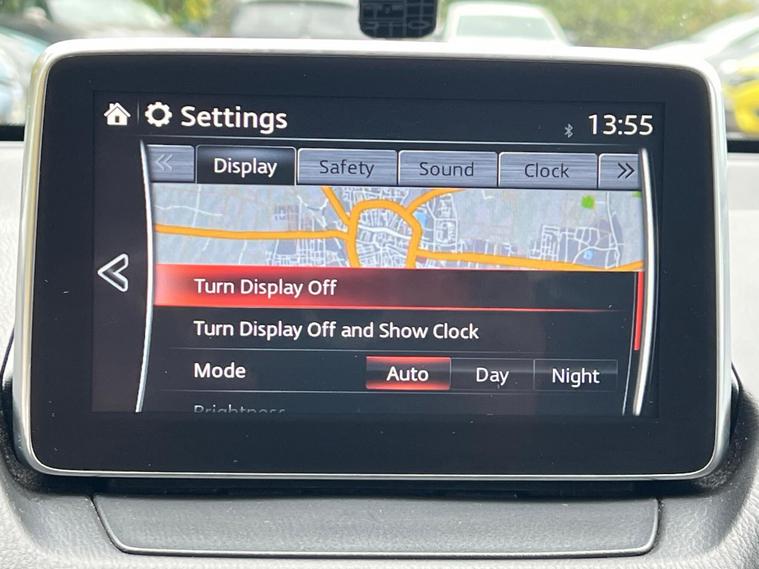 Settings 13:55
Display Safety Sound Clock
Turn Display Off
Turn Display Off and Show Clock
Mode Auto Day Night
Brightness